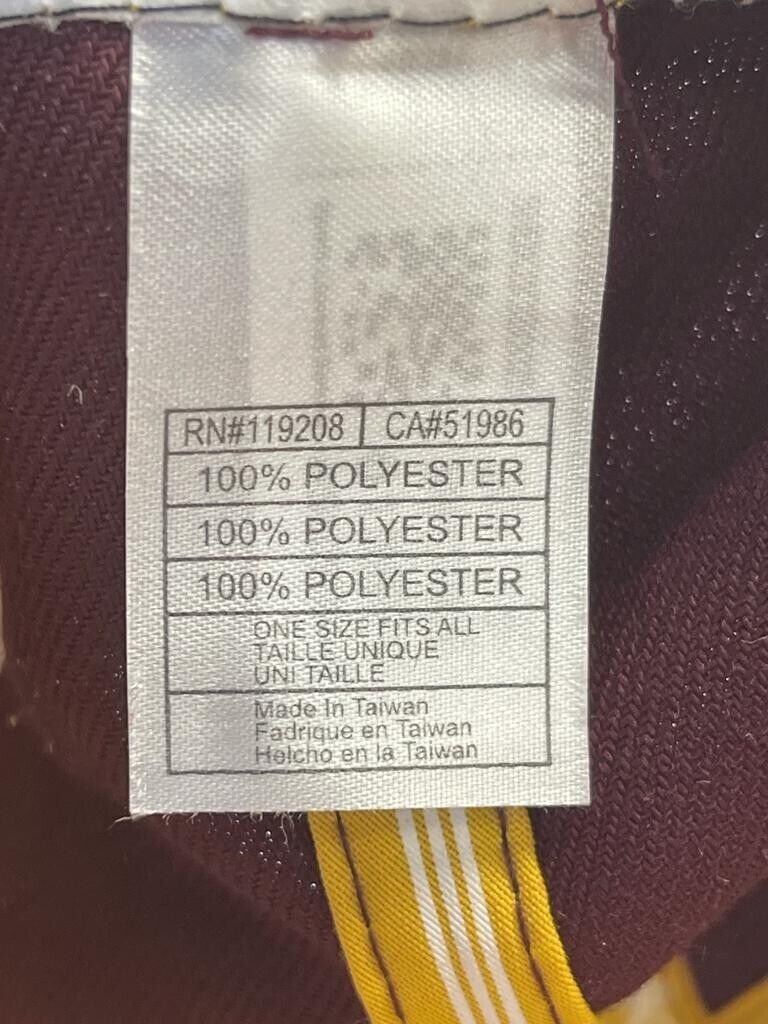 RN#119208 CA#51986
100% POLYESTER
100% POLYESTER
100% POLYESTER
ONE SIZE FITS ALL
TAILLE UNIQUE
UNI TAILLE
Made In Taiwan
Fadrique en Taiwan
Helcho en la Taiwan